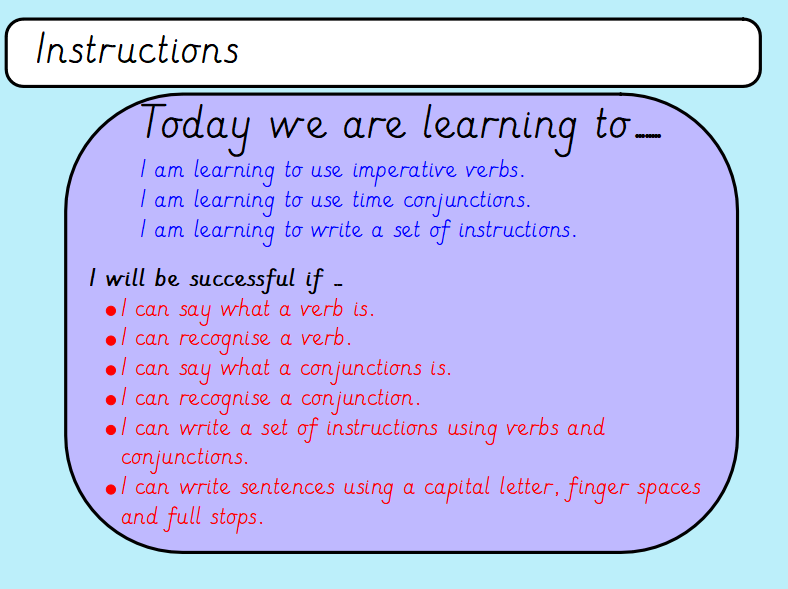 Instructions
Today we are learning to......
I am learning to use imperative verbs.
I am learning to use time conjunctions.
I am learning to write a set of instructions.
I will be successful if ...
●I can say what a verb is.
●I can recognise a verb.
●I can say what a conjunctions is.
●I can recognise a conjunction.
●I can write a set of instructions using verbs and
conjunctions.
●I can write sentences using a capital letter, finger spaces
and full stops.